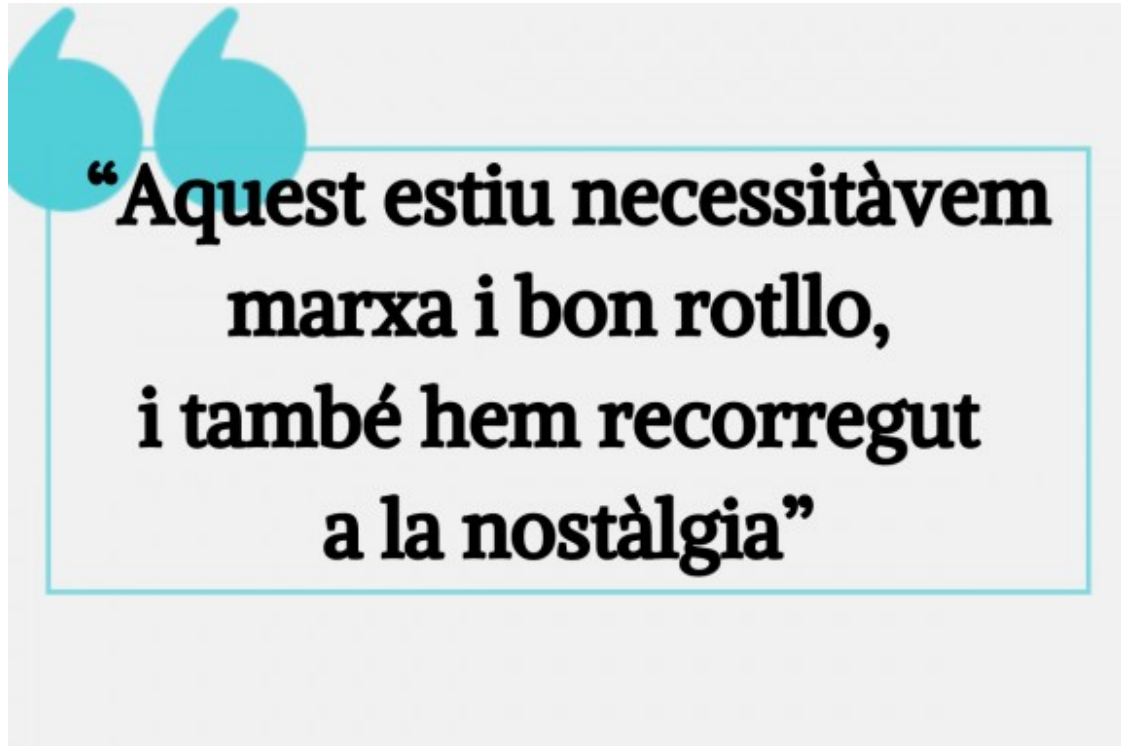 “Aquest estiu necessitàvem
marxa i bon rotllo,
i també hem recorregut
a la nostàlgia”